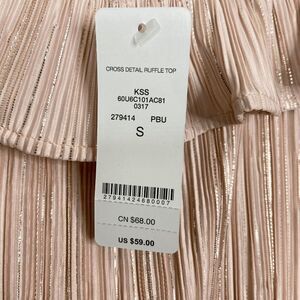 CROSS DETAIL RUFFLE TOP
KSS
60U6C101AC81
0317
279414 PBU
S
27941424680007
CN $68.00
US $59.00